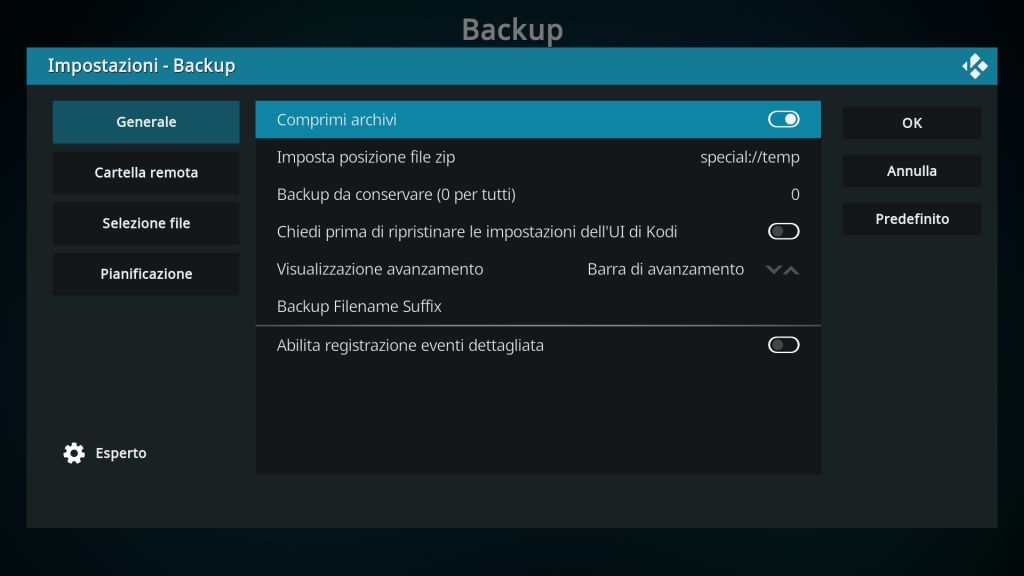 Backup
Impostazioni - Backup
Generale
Cartella remota
Selezione file
Pianificazione
Esperto
Comprimi archivi
Imposta posizione file zip special://temp
Backup da conservare (0 per tutti) 0
Chiedi prima di ripristinare le impostazioni dell'UI di Kodi
Visualizzazione avanzamento Barra di avanzamento
Backup Filename Suffix
Abilita registrazione eventi dettagliata
OK
Annulla
Predefinito